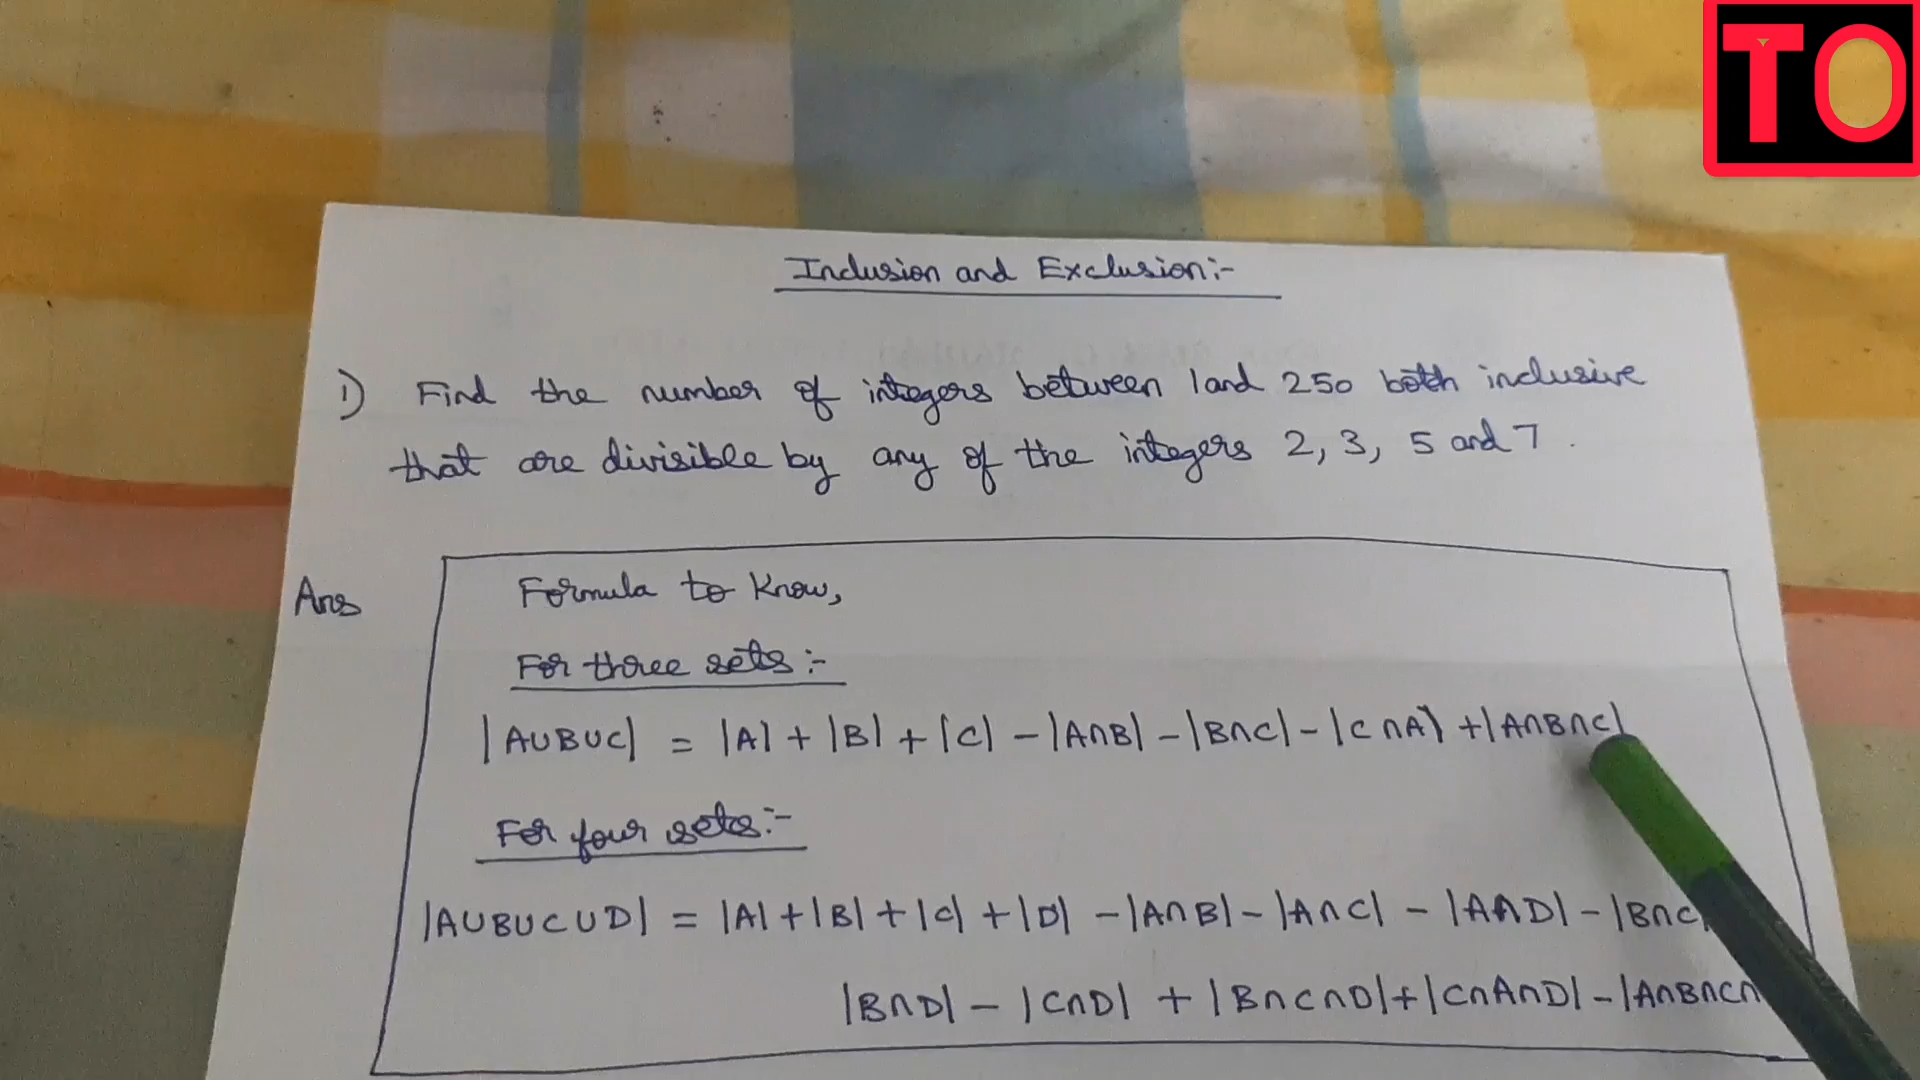 TO
Inclusion and Exclusion:-
1) Find the number of integers between 1 and 250 both inclusive
that are divisible by any of the integers 2, 3, 5 and 7.
Ans
Formula to Know,
For three sets:-
|A∪B∪C| = |A| + |B| + |C| - |A∩B| - |B∩C| - |C∩A| + |A∩B∩C|
For four sets:-
|A∪B∪C∪D| = |A| + |B| + |C| + |D| - |A∩B| - |A∩C| - |A∩D| - |B∩C|
|B∩D| - |C∩D| + |B∩C∩D| + |C∩A∩D| - |A∩B∩C∩